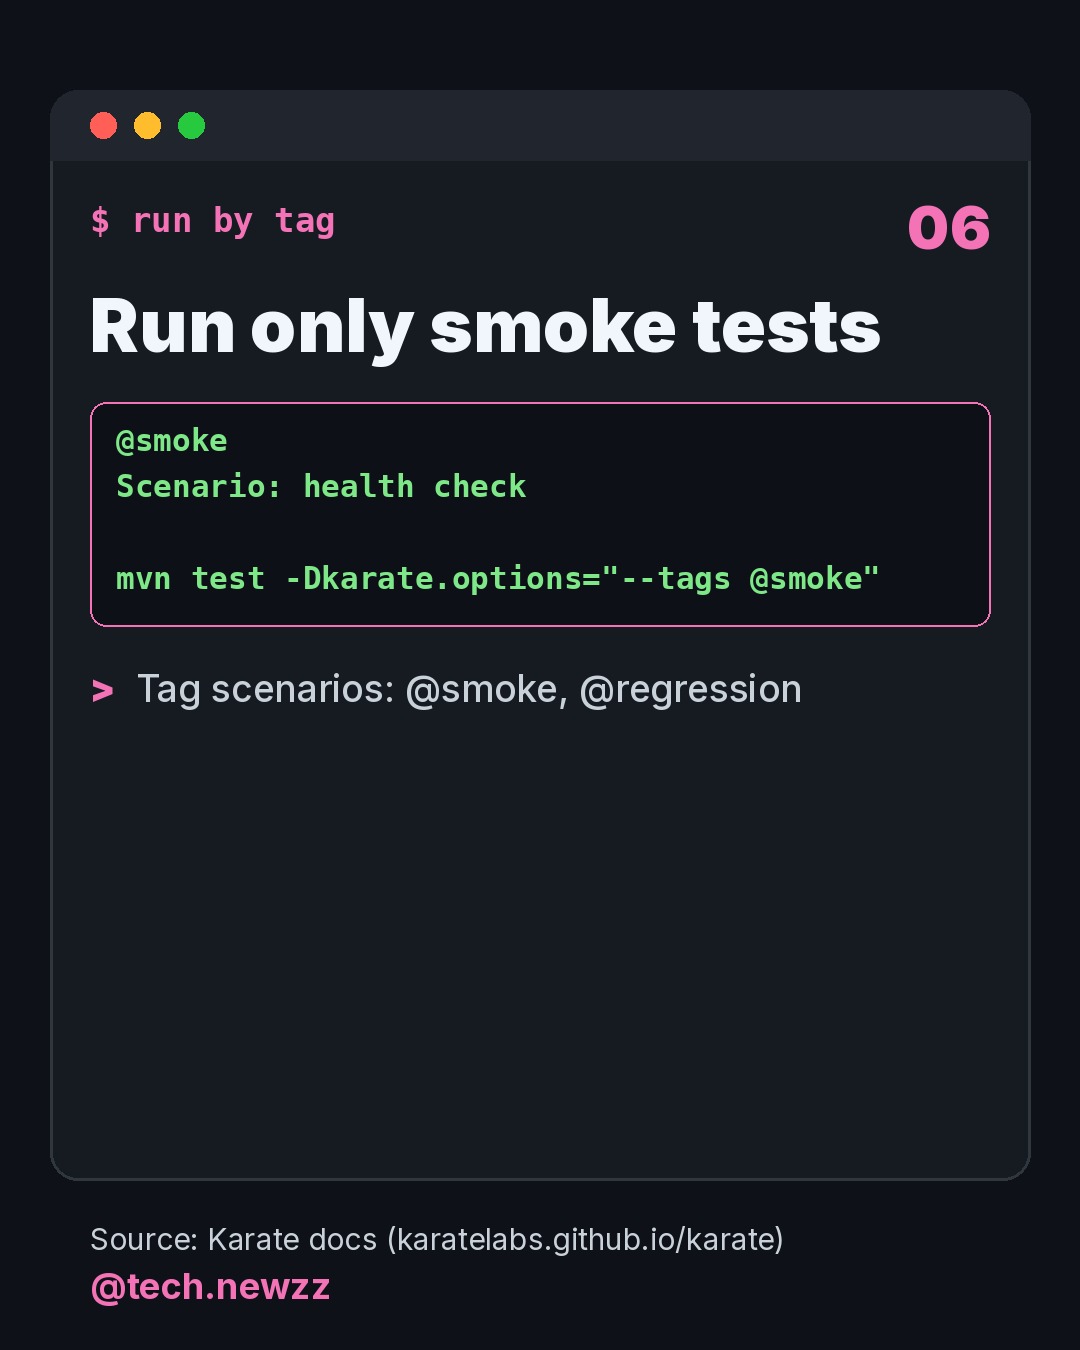 $ run by tag
06
Run only smoke tests
@smoke
Scenario: health check
mvn test -Dkarate.options="--tags @smoke"
> Tag scenarios: @smoke, @regression
Source: Karate docs (karatelabs.github.io/karate)
@tech.newzz